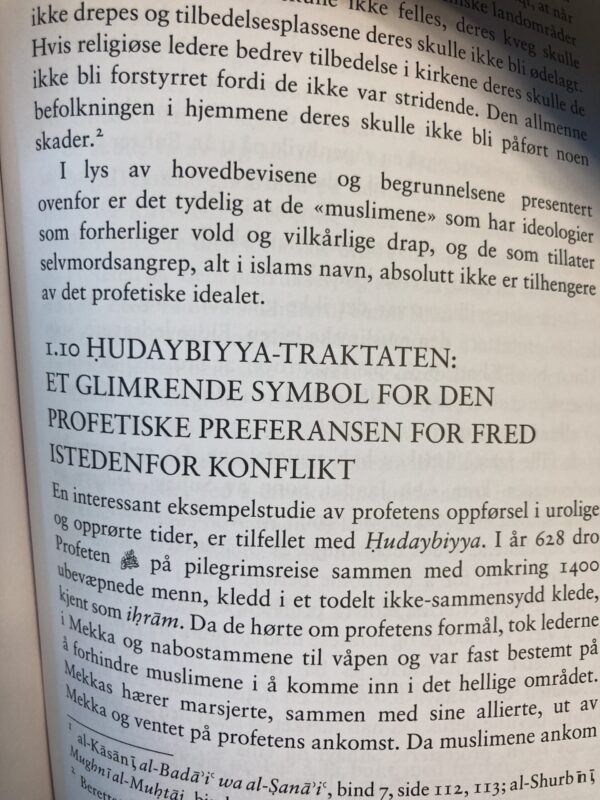 ikke felles, deres kveg skulle
ikke drepes og tilbedelsesplassene deres skulle ikke bli ødelagt.
Hvis religiøse ledere bedrev tilbedelse i kirkene deres skulle de
ikke bli forstyrret fordi de ikke var stridende. Den allmenne
befolkningen i hjemmene deres skulle ikke bli påført noen
skader.²
I lys av hovedbevisene og begrunnelsene presentert
ovenfor er det tydelig at de «muslimene» som har ideologier
som forherliger vold og vilkårlige drap, og de som tillater
selvmordsangrep, alt i islams navn, absolutt ikke er tilhengere
av det profetiske idealet.
1.10 ḤUDAYBIYYA-TRAKTATEN:
ET GLIMRENDE SYMBOL FOR DEN
PROFETISKE PREFERANSEN FOR FRED
ISTEDENFOR KONFLIKT
En interessant eksempelstudie av profetens oppførsel i urolige
og opprørte tider, er tilfellet med Ḥudaybiyya. I år 628 dro
Profeten ﷺ på pilegrimsreise sammen med omkring 1400
ubevæpnede menn, kledd i et todelt ikke-sammensydd klede,
kjent som iḥrām. Da de hørte om profetens formål, tok lederne
i Mekka og nabostammene til våpen og var fast bestemt på
å forhindre muslimene i å komme inn i det hellige området.
Mekkas hærer marsjerte, sammen med sine allierte, ut av
Mekka og ventet på profetens ankomst. Da muslimene ankom
¹ al-Kāsānī, al-Badā'iʿ wa al-Ṣanā'iʿ, bind 7, side 112, 113; al-Shurbīnī,
Mughnī al-Muḥtāj,
²